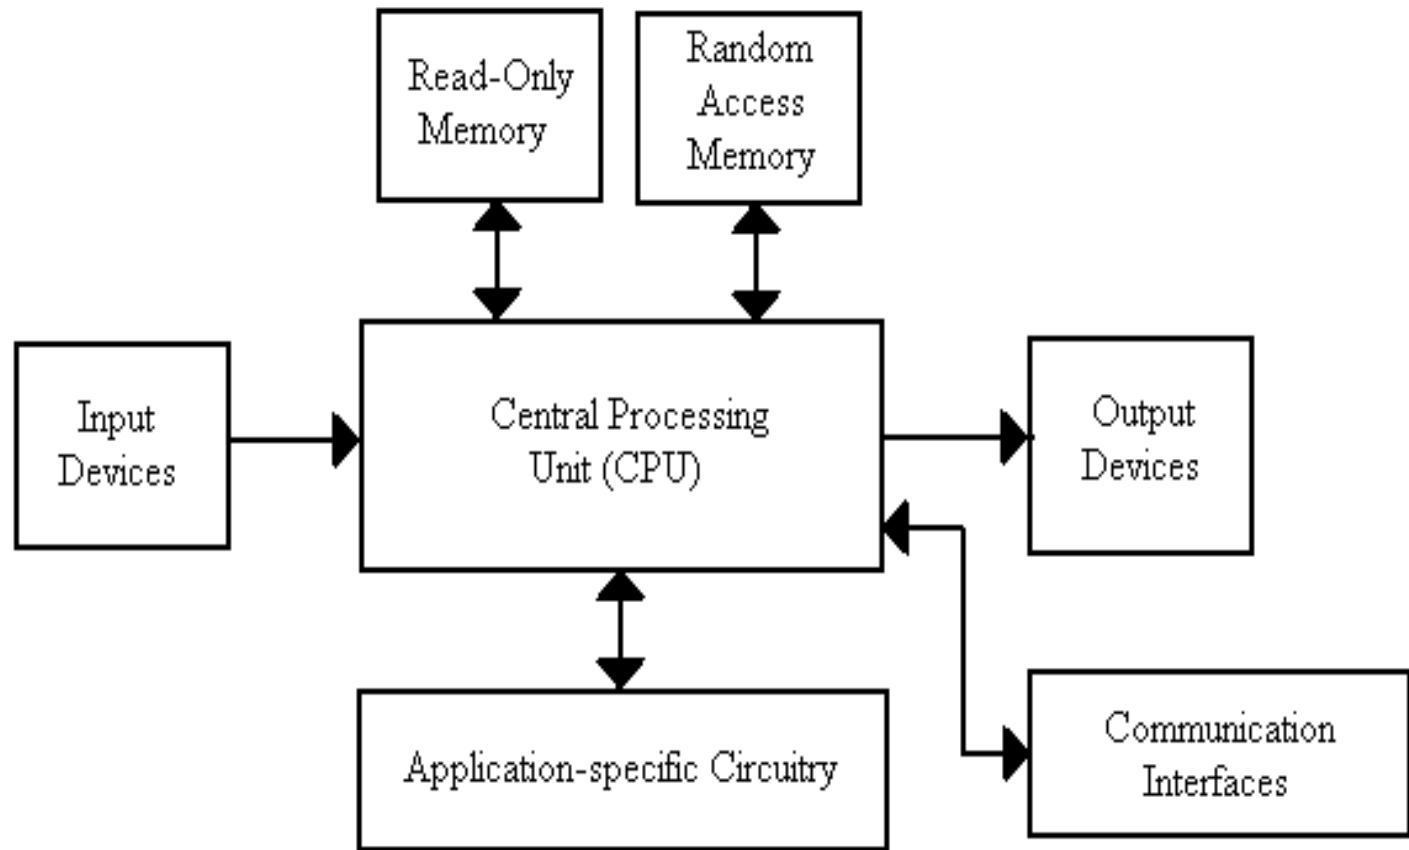 Read-Only
Memory
Random
Access
Memory
Input
Devices
Central Processing
Unit (CPU)
Output
Devices
Application-specific Circuitry
Communication
Interfaces